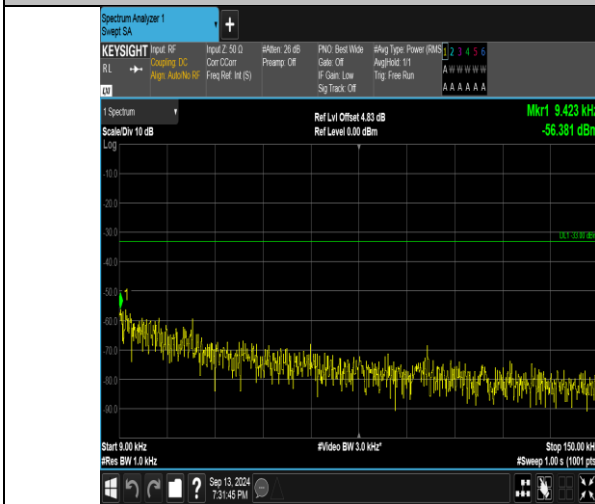 Spectrum Analyzer 1
Swept SA
+
KEYSIGHT
RL
Input: RF
Coupling: DC
Align: Auto/No RF
Input Z: 50 Ω
Corr CCorr
Freq Ref: Int (S)
#Atten: 26 dB
Preamp: Off
PNO: Best Wide
Gate: Off
IF Gain: Low
Sig Track: Off
#Avg Type: Power (RMS
Avg|Hold: 1/1
Trig: Free Run
1 2 3 4 5 6
A W W W W W
A A A A A A
1 Spectrum
Scale/Div 10 dB
Ref Lvl Offset 4.83 dB
Ref Level 0.00 dBm
Mkr1 9.423 kHz
-56.381 dBm
Log
-10.0
-20.0
-30.0
DL1 -33.00 dBm
-40.0
-50.0
1
-60.0
-70.0
-80.0
-90.0
Start 9.00 kHz
#Res BW 1.0 kHz
#Video BW 3.0 kHz*
Stop 150.00 kHz
#Sweep 1.00 s (1001 pts
?
Sep 13, 2024
7:31:45 PM